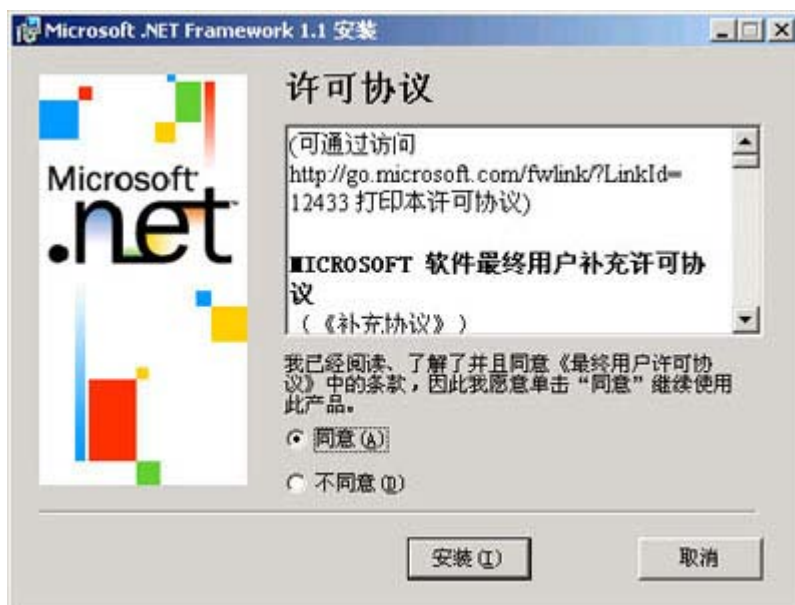 Microsoft .NET Framework 1.1 安装
许可协议
(可通过访问
http://go.microsoft.com/fwlink/?LinkId=
12433 打印本许可协议)
MICROSOFT 软件最终用户补充许可协
议
(《补充协议》)
Microsoft
.net
我已经阅读、了解了并且同意《最终用户许可协
议》中的条款，因此我愿意单击“同意”继续使用
此产品。
同意(A)
不同意(D)
安装(I)
取消